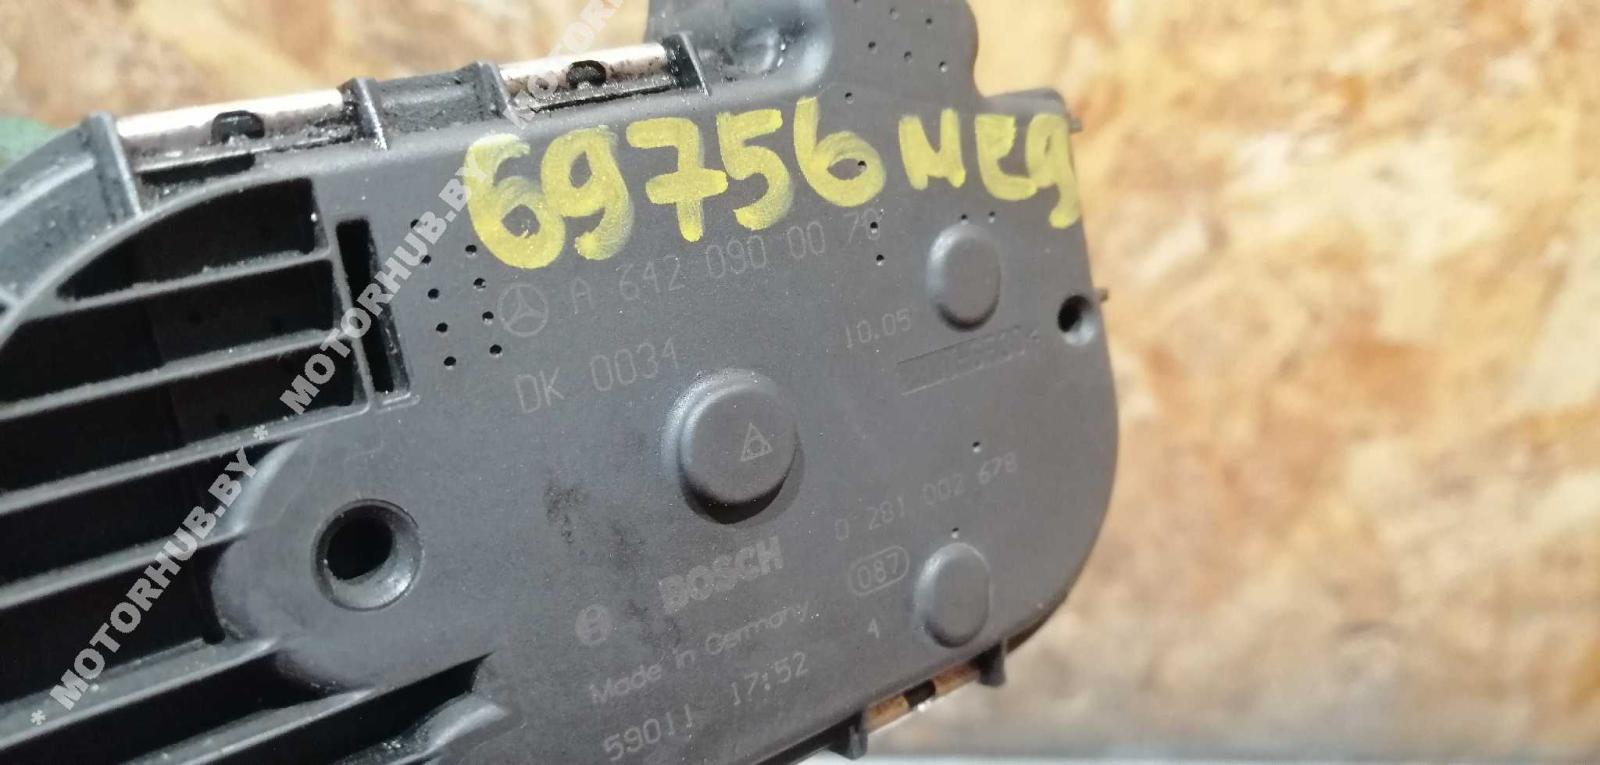 69756 мед
A 642 090 00 70
DK 0034
10.05
0 281 002 678
BOSCH
087
Made in Germany
4
59011 17:52
* MOTORHUB.BY * MOTORHUB.BY * MOTORHUB.BY